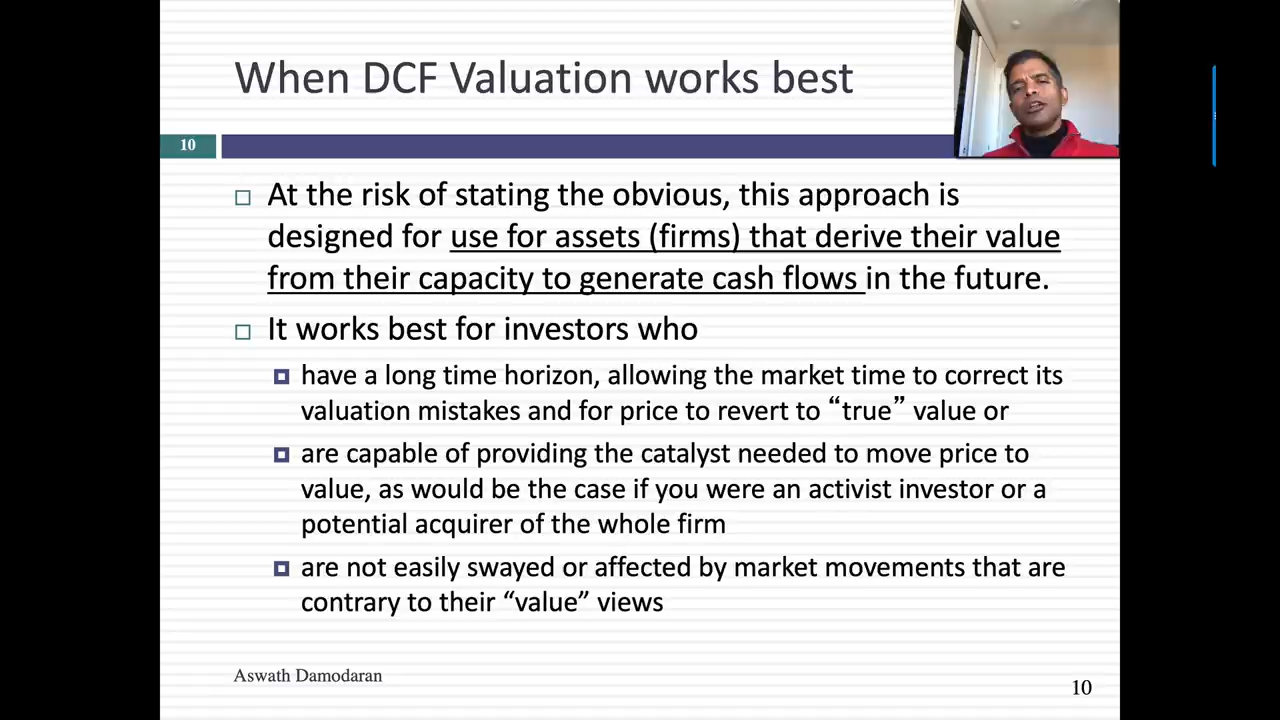 When DCF Valuation works best
10
□ At the risk of stating the obvious, this approach is
designed for use for assets (firms) that derive their value
from their capacity to generate cash flows in the future.
□ It works best for investors who
have a long time horizon, allowing the market time to correct its
valuation mistakes and for price to revert to “true” value or
are capable of providing the catalyst needed to move price to
value, as would be the case if you were an activist investor or a
potential acquirer of the whole firm
are not easily swayed or affected by market movements that are
contrary to their “value” views
Aswath Damodaran
10